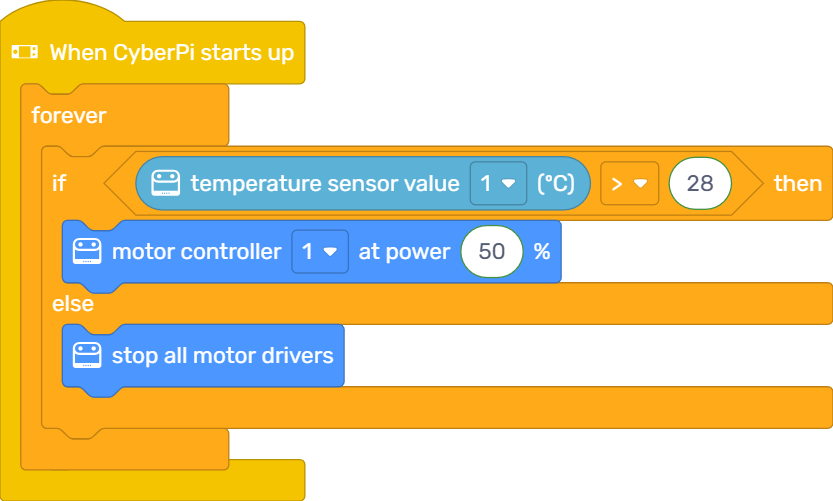 When CyberPi starts up
forever
if temperature sensor value 1 (°C) > 28 then
motor controller 1 at power 50 %
else
stop all motor drivers